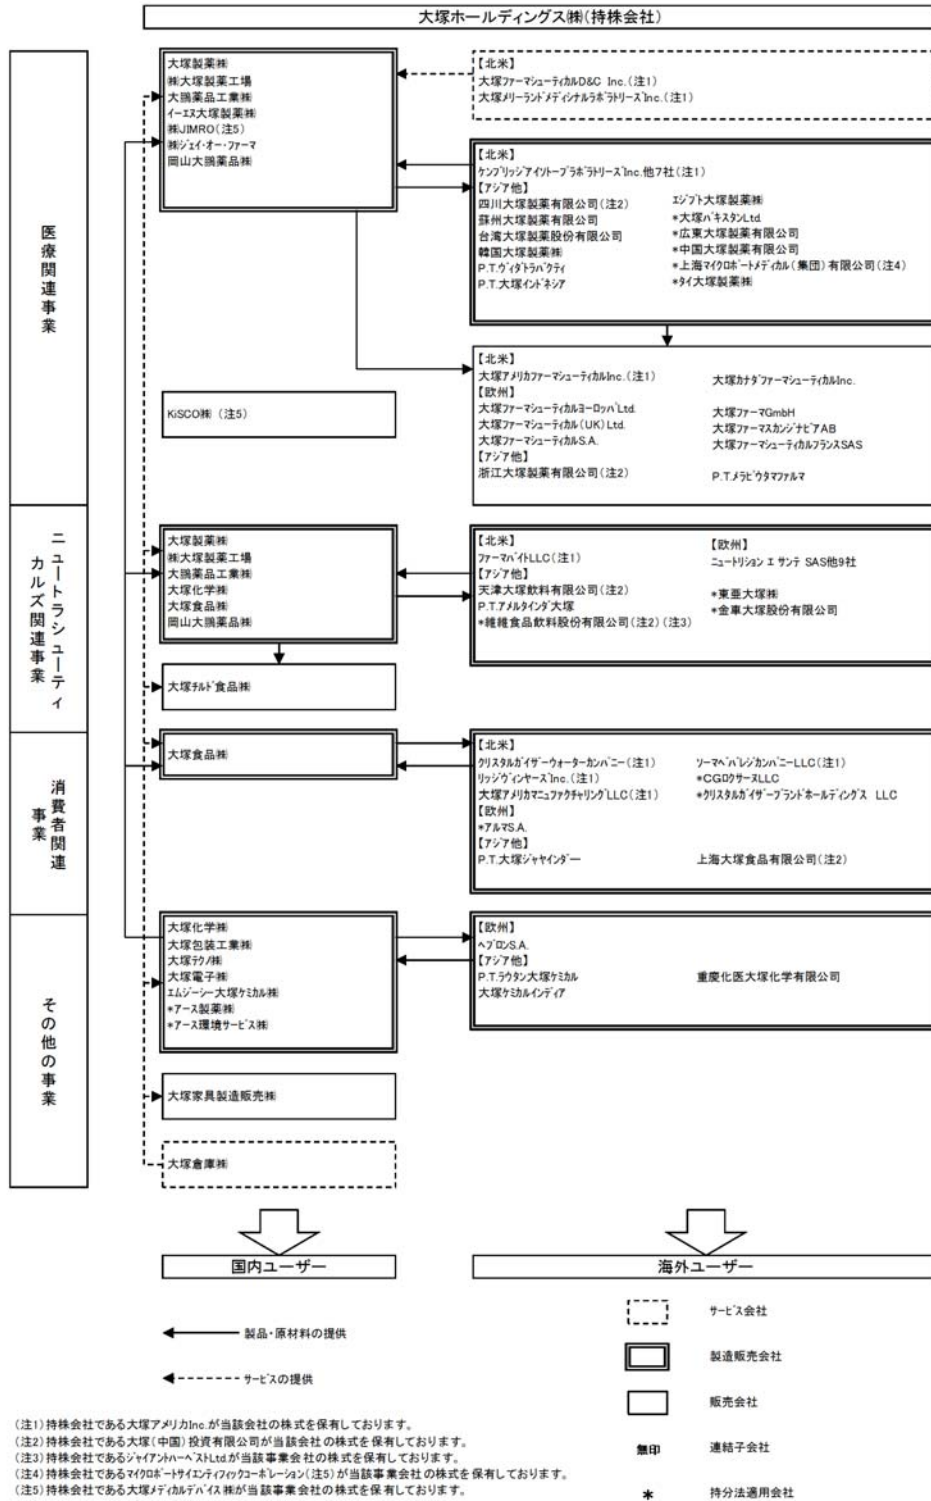 大塚ホールディングス㈱(持株会社)
医療関連事業
大塚製薬㈱
㈱大塚製薬工場
大鵬薬品工業㈱
イーエヌ大塚製薬㈱
㈱JIMRO(注5)
㈱ジェイ・オー・ファーマ
岡山大鵬薬品㈱
【北米】
大塚ファーマシューティカルD&C Inc.(注1)
大塚メリーランドメディシナルラボラトリーズInc.(注1)
【北米】
ケンブリッジアイソトープラボラトリーズInc.他7社(注1)
【アジア他】
四川大塚製薬有限公司(注2)
蘇州大塚製薬有限公司
台湾大塚製薬股份有限公司
韓国大塚製薬㈱
P.T.ヴィダトラバクティ
P.T.大塚インドネシア
エジプト大塚製薬㈱
*大塚パキスタンLtd.
*広東大塚製薬有限公司
*中国大塚製薬有限公司
*上海マイクロポートメディカル(集団)有限公司(注4)
*タイ大塚製薬㈱
KiSCO㈱ (注5)
【北米】
大塚アメリカファーマシューティカルInc.(注1)
【欧州】
大塚ファーマシューティカルヨーロッパLtd.
大塚ファーマシューティカル(UK)Ltd.
大塚ファーマシューティカルS.A.
【アジア他】
浙江大塚製薬有限公司(注2)
大塚カナダファーマシューティカルInc.
大塚ファーマGmbH
大塚ファーマスカンジナビアAB
大塚ファーマシューティカルフランスSAS
P.T.メラピウタマファルマ
ニュートラシューティ
カルズ関連事業
大塚製薬㈱
㈱大塚製薬工場
大鵬薬品工業㈱
大塚化学㈱
大塚食品㈱
岡山大鵬薬品㈱
【北米】
ファーマバイトLLC(注1)
【アジア他】
天津大塚飲料有限公司(注2)
P.T.アメルタインダ大塚
*維維食品飲料股份有限公司(注2)(注3)
【欧州】
ニュートリション エ サンテ SAS他9社
*東亜大塚㈱
*金車大塚股份有限公司
大塚チルド食品㈱
消費者関連
事業
大塚食品㈱
【北米】
クリスタルガイザーウォーターカンパニー(注1)
リッジヴィンヤーズInc.(注1)
大塚アメリカマニュファクチャリングLLC(注1)
【欧州】
*アルマS.A.
【アジア他】
P.T.大塚ジャヤインダー
ソーマベバレジカンパニーLLC(注1)
*CGロクサーヌLLC
*クリスタルガイザーブランドホールディングス LLC
上海大塚食品有限公司(注2)
その他の事業
大塚化学㈱
大塚包装工業㈱
大塚テクノ㈱
大塚電子㈱
エムジーシー大塚ケミカル㈱
*アース製薬㈱
*アース環境サービス㈱
【欧州】
ヘブロンS.A.
【アジア他】
P.T.ラウタン大塚ケミカル
大塚ケミカルインディア
重慶化医大塚化学有限公司
大塚家具製造販売㈱
大塚倉庫㈱
国内ユーザー
海外ユーザー
製品・原材料の提供
サービスの提供
サービス会社
製造販売会社
販売会社
無印 連結子会社
* 持分法適用会社
(注1)持株会社である大塚アメリカInc.が当該会社の株式を保有しております。
(注2)持株会社である大塚(中国)投資有限公司が当該会社の株式を保有しております。
(注3)持株会社であるジャイアントハーベストLtd.が当該事業会社の株式を保有しております。
(注4)持株会社であるマイクロポートサイエンティフィックコーポレーション(注5)が当該事業会社の株式を保有しております。
(注5)持株会社である大塚メディカルデバイス㈱が当該事業会社の株式を保有しております。